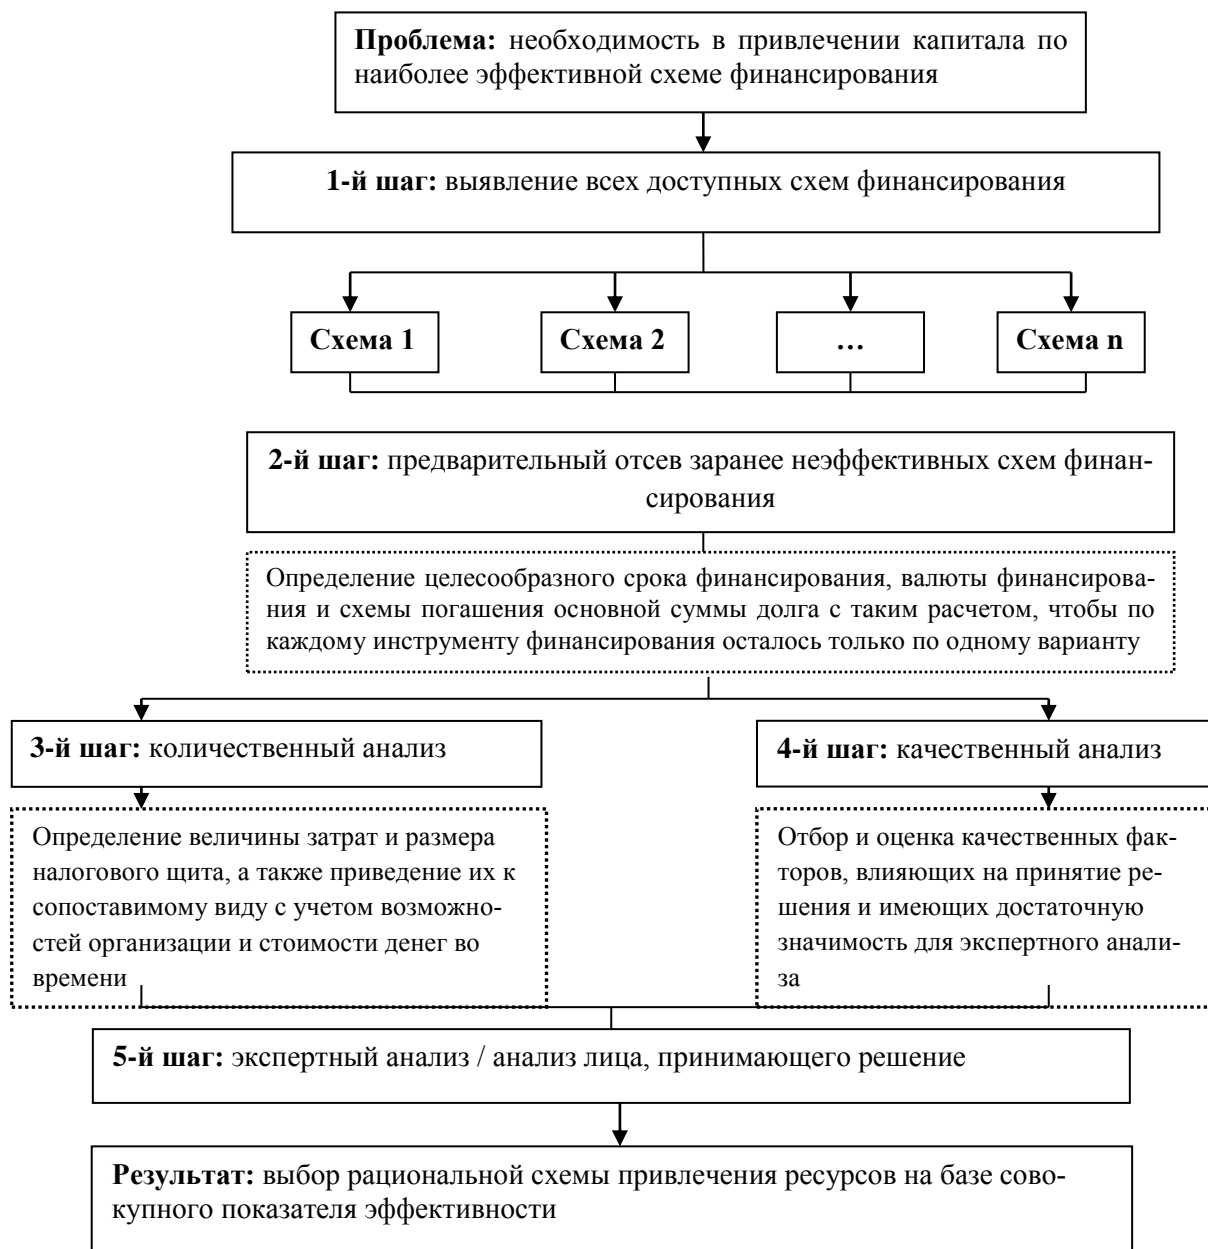 Проблема: необходимость в привлечении капитала по
наиболее эффективной схеме финансирования
1-й шаг: выявление всех доступных схем финансирования
Схема 1
Схема 2
…
Схема n
2-й шаг: предварительный отсев заранее неэффективных схем финан-
сирования
Определение целесообразного срока финансирования, валюты финансирова-
ния и схемы погашения основной суммы долга с таким расчетом, чтобы по
каждому инструменту финансирования осталось только по одному варианту
3-й шаг: количественный анализ
4-й шаг: качественный анализ
Определение величины затрат и размера
налогового щита, а также приведение их к
сопоставимому виду с учетом возможно-
стей организации и стоимости денег во
времени
Отбор и оценка качественных фак-
торов, влияющих на принятие ре-
шения и имеющих достаточную
значимость для экспертного анали-
за
5-й шаг: экспертный анализ / анализ лица, принимающего решение
Результат: выбор рациональной схемы привлечения ресурсов на базе сово-
купного показателя эффективности